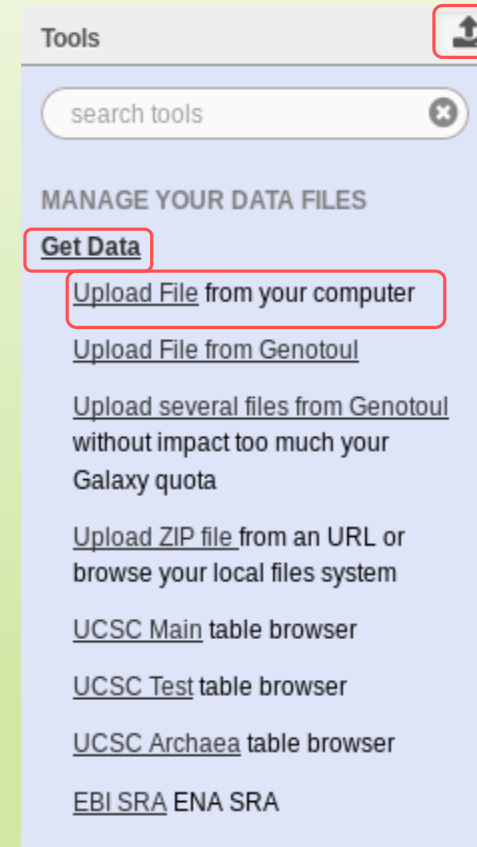 Tools
search tools
MANAGE YOUR DATA FILES
Get Data
Upload File from your computer
Upload File from Genotoul
Upload several files from Genotoul
without impact too much your
Galaxy quota
Upload ZIP file from an URL or
browse your local files system
UCSC Main table browser
UCSC Test table browser
UCSC Archaea table browser
EBI SRA ENA SRA